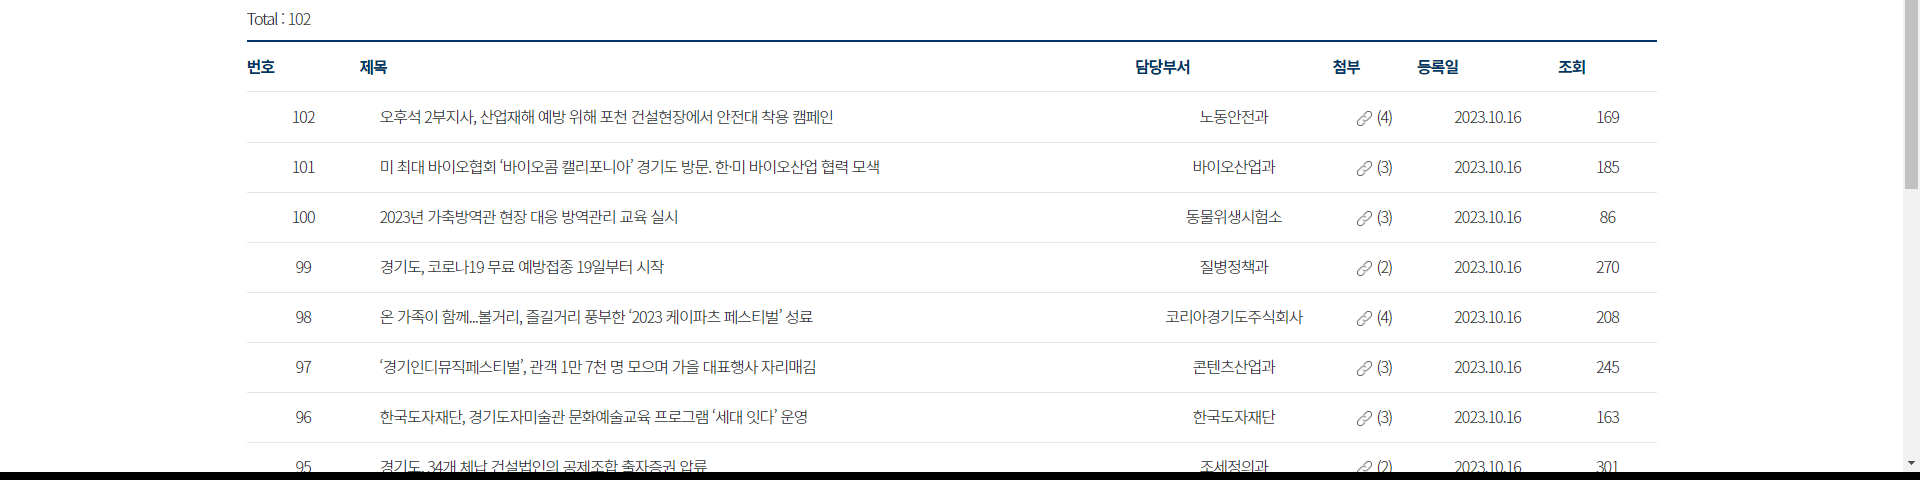 Total : 102
번호 제목 담당부서 첨부 등록일 조회
102 오후석 2부지사, 산업재해 예방 위해 포천 건설현장에서 안전대 착용 캠페인 노동안전과 (4) 2023.10.16 169
101 미 최대 바이오협회 ‘바이오콤 캘리포니아’ 경기도 방문. 한·미 바이오산업 협력 모색 바이오산업과 (3) 2023.10.16 185
100 2023년 가축방역관 현장 대응 방역관리 교육 실시 동물위생시험소 (3) 2023.10.16 86
99 경기도, 코로나19 무료 예방접종 19일부터 시작 질병정책과 (2) 2023.10.16 270
98 온 가족이 함께...볼거리, 즐길거리 풍부한 ‘2023 케이파츠 페스티벌’ 성료 코리아경기도주식회사 (4) 2023.10.16 208
97 ‘경기인디뮤직페스티벌’, 관객 1만 7천 명 모으며 가을 대표행사 자리매김 콘텐츠산업과 (3) 2023.10.16 245
96 한국도자재단, 경기도자미술관 문화예술교육 프로그램 ‘세대 잇다’ 운영 한국도자재단 (3) 2023.10.16 163
95 경기도, 34개 체납 건설법인의 공제조합 출자증권 압류 조세정의과 (2) 2023.10.16 301